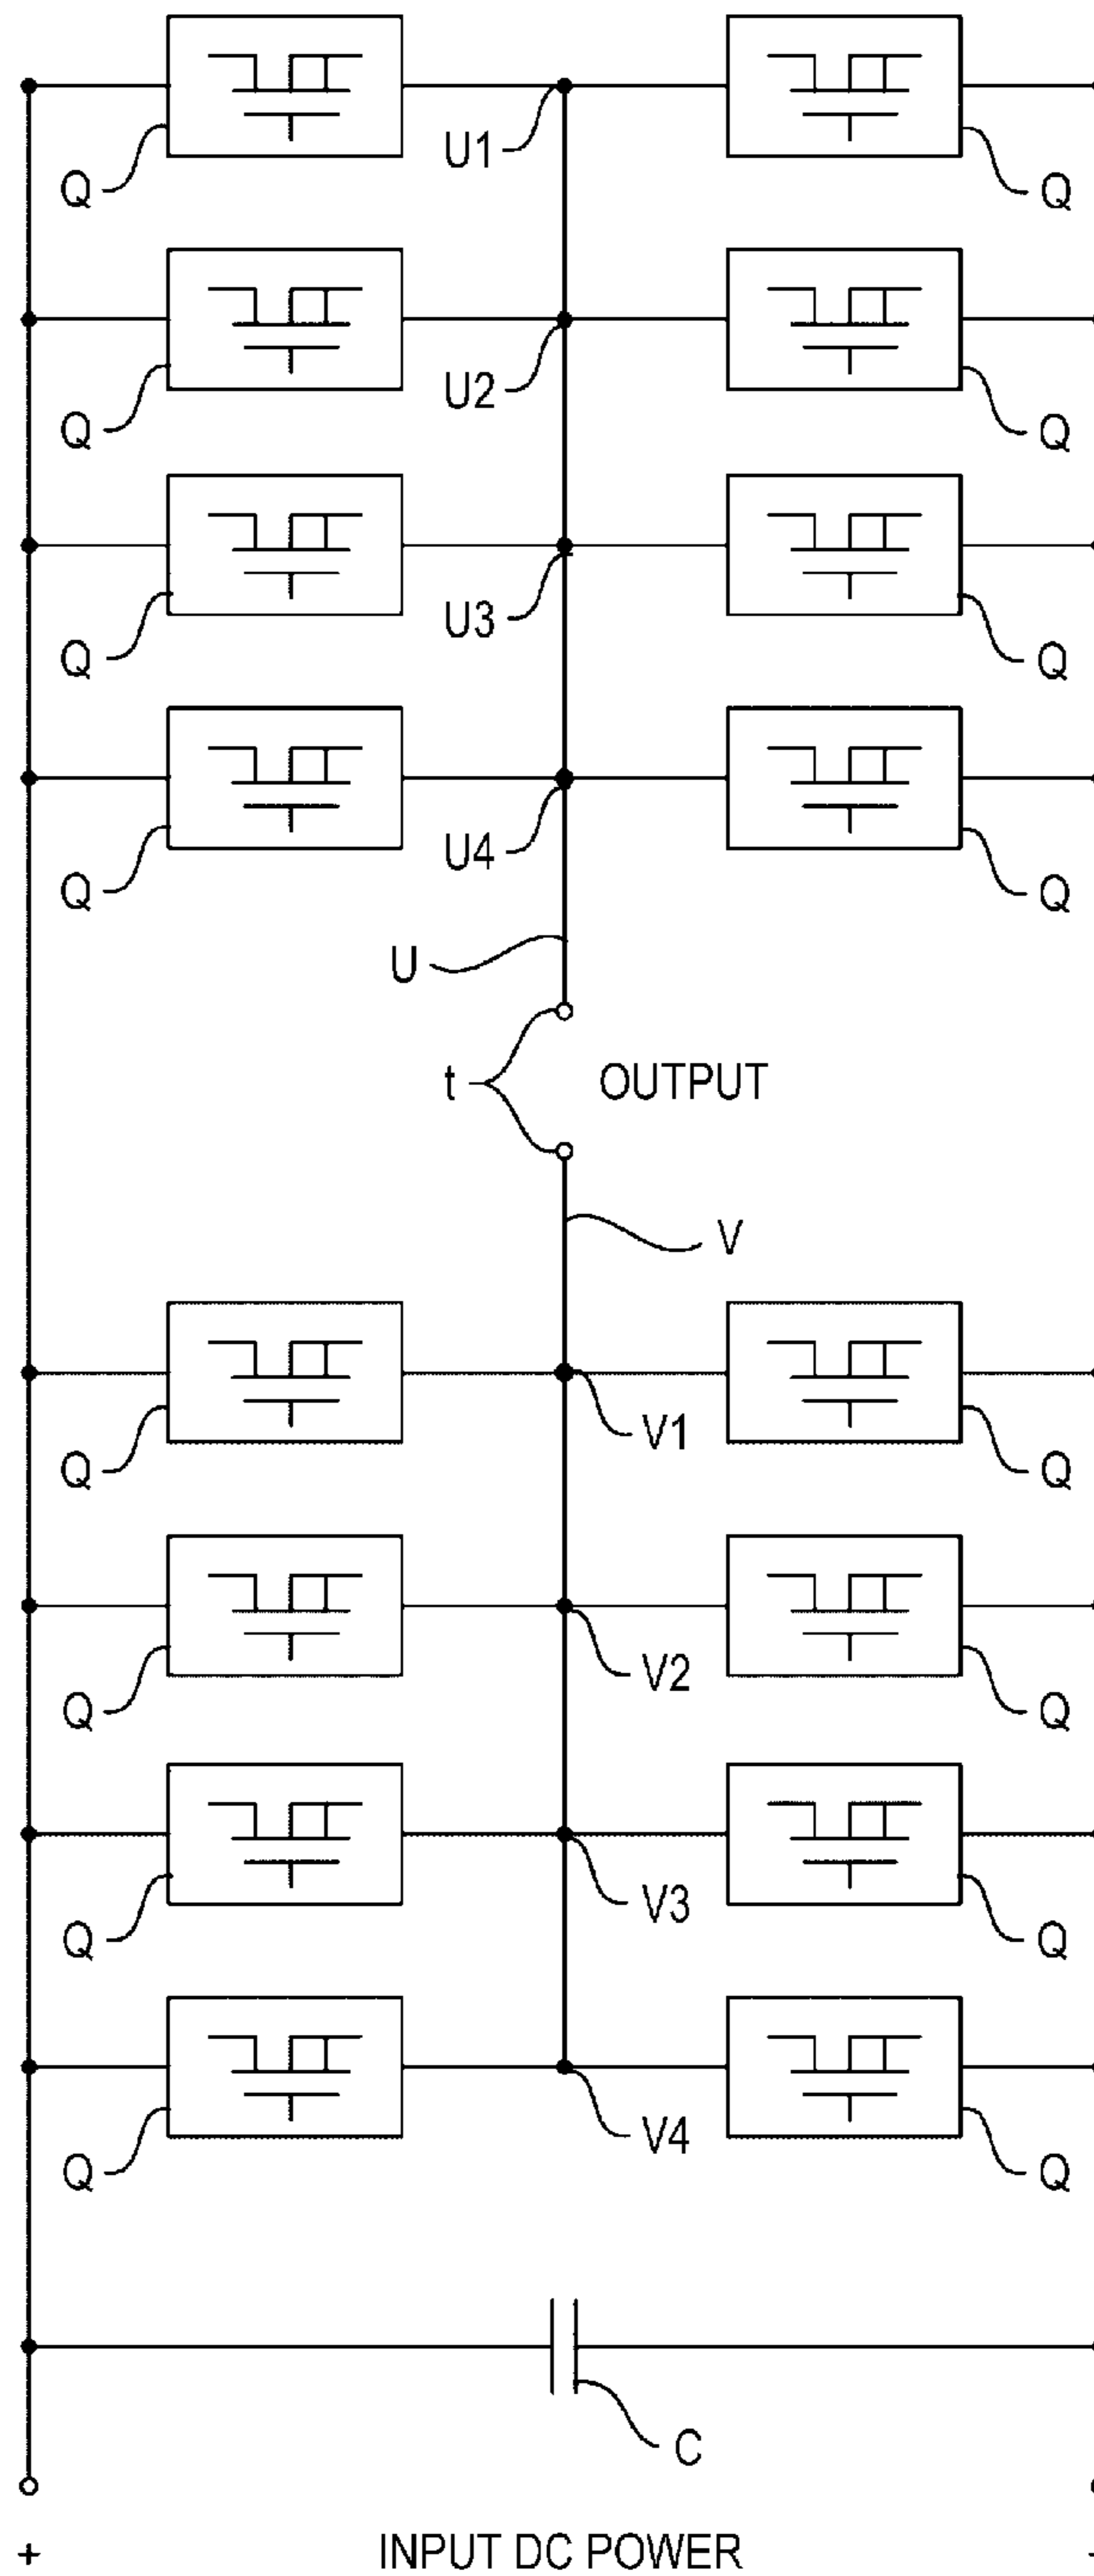 U1
Q Q
U2
Q Q
U3
Q Q
U4
Q Q
U
t OUTPUT
V
V1
Q Q
V2
Q Q
V3
Q Q
V4
Q Q
C
+ INPUT DC POWER -